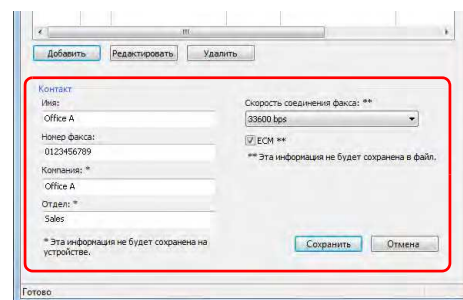 Добавить Редактировать Удалить
Контакт
Имя:
Office A
Номер факса:
0123456789
Компания: *
Office A
Отдел: *
Sales
* Эта информация не будет сохранена на
устройстве.
Скорость соединения факса: **
33600 bps
ECM **
** Эта информация не будет сохранена в файл.
Сохранить Отмена
Готово